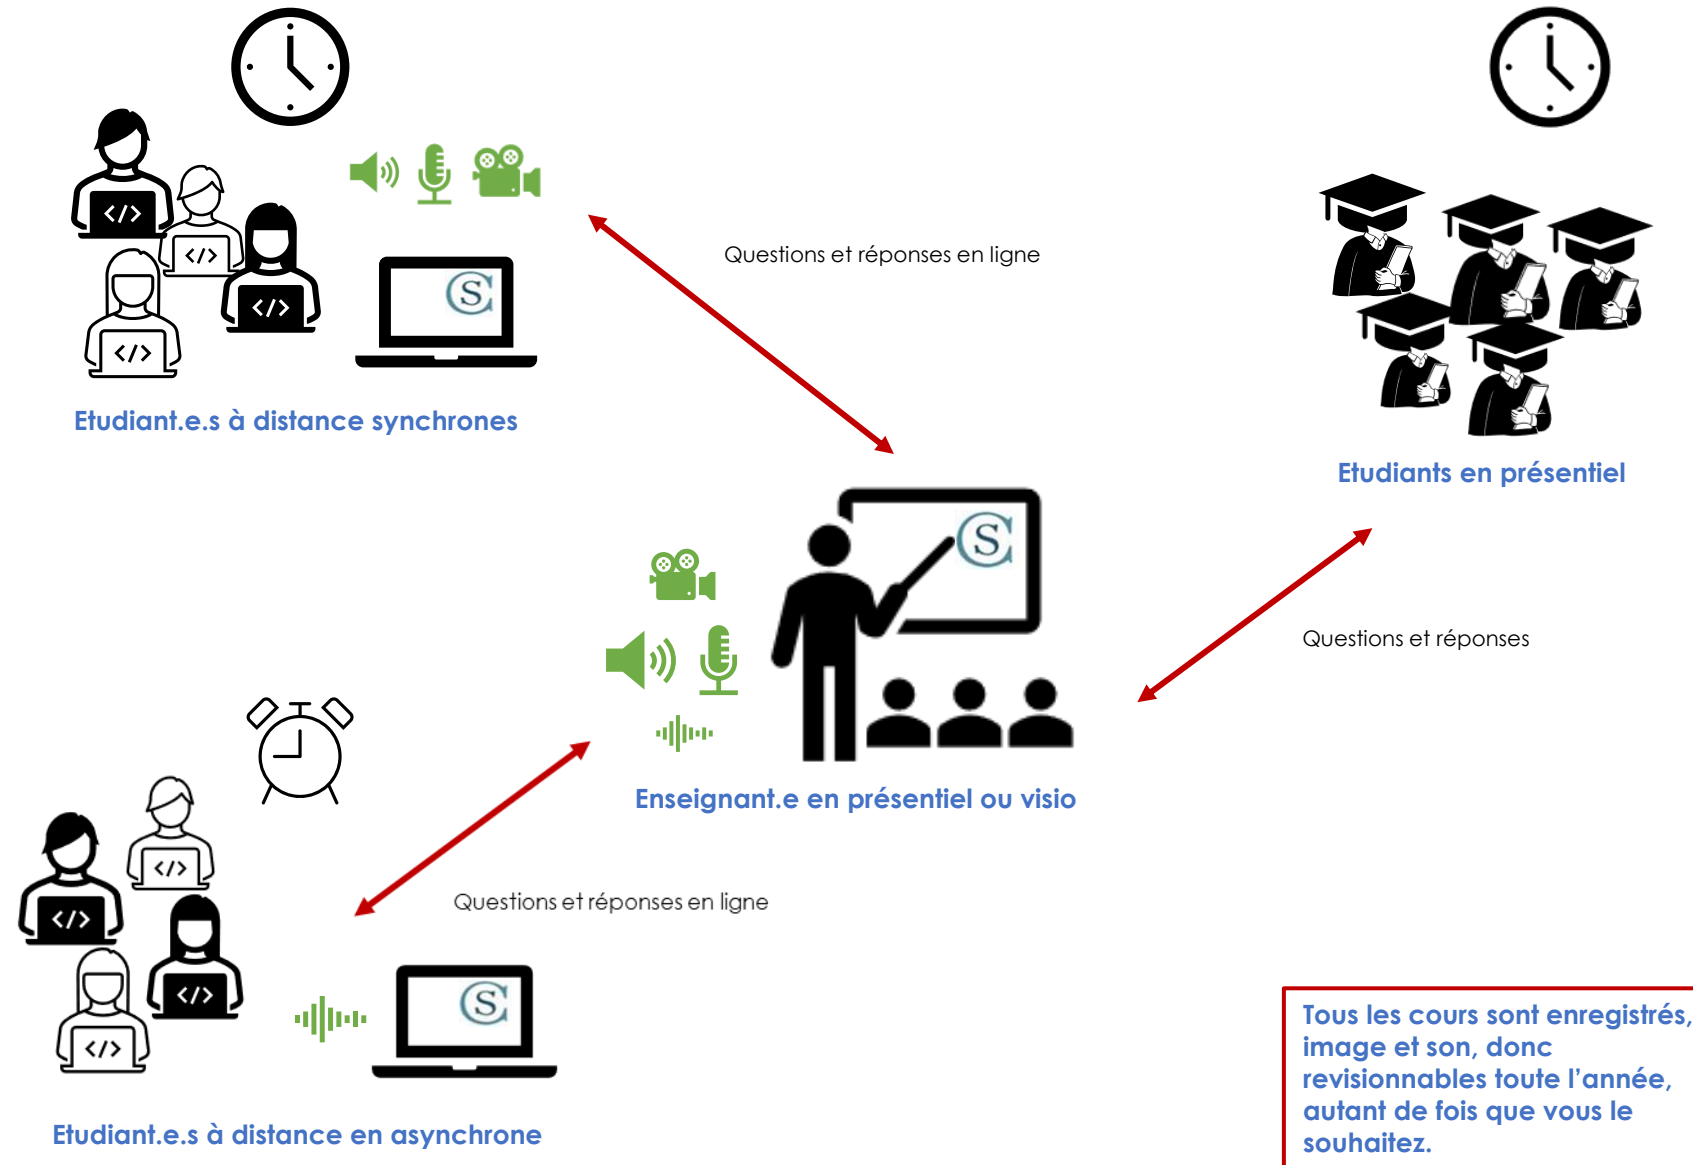 </>
</>
</>
</>
S
Questions et réponses en ligne
Etudiant.e.s à distance synchrones
Etudiants en présentiel
CS
Questions et réponses
Enseignant.e en présentiel ou visio
</>
</>
</>
</>
Questions et réponses en ligne
CS
Tous les cours sont enregistrés,
image et son, donc
revisionnables toute l’année,
autant de fois que vous le
souhaitez.
Etudiant.e.s à distance en asynchrone